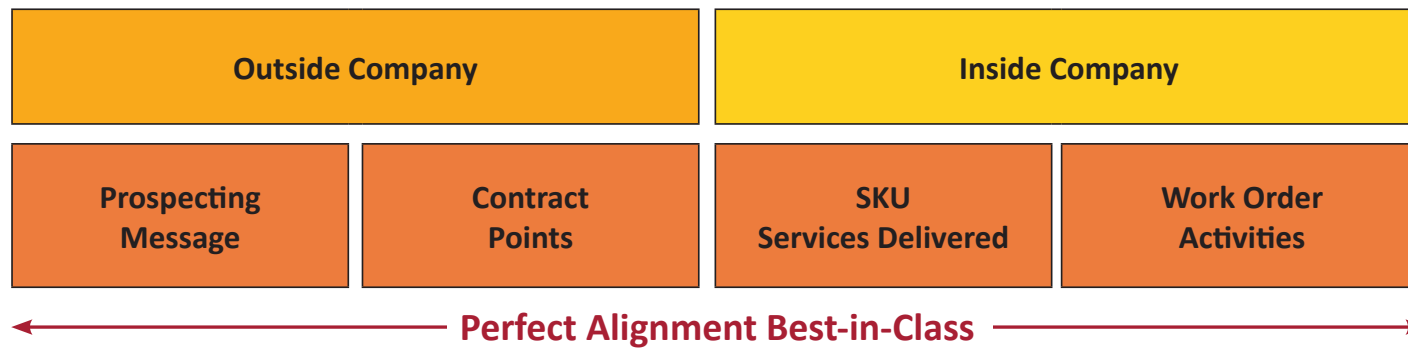 Outside Company
Inside Company
Prospecting
Message
Contract
Points
SKU
Services Delivered
Work Order
Activities
Perfect Alignment Best-in-Class